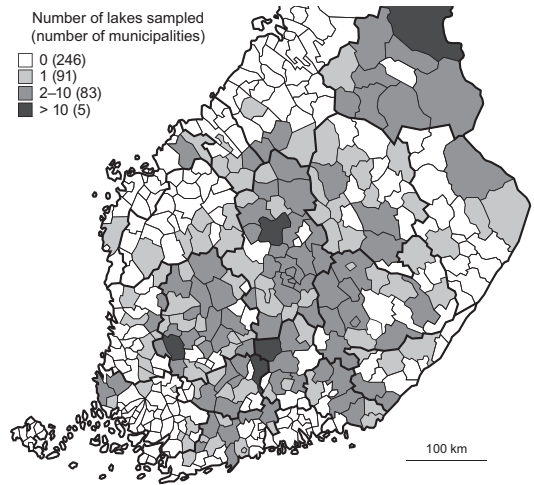 Number of lakes sampled
(number of municipalities)
0 (246)
1 (91)
2–10 (83)
> 10 (5)
100 km